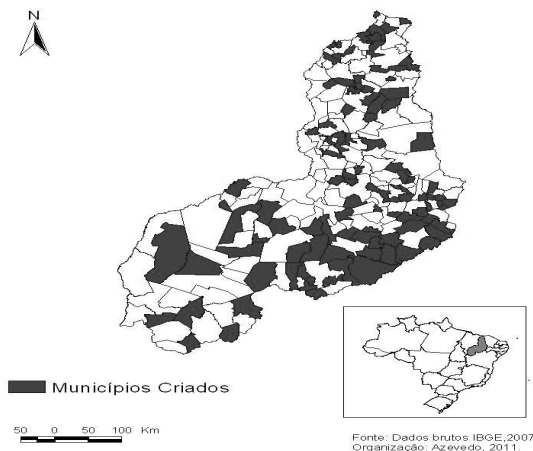 N
Municípios Criados
50 0 50 100 Km
Fonte: Dados brutos IBGE,2007
Organização: Azevedo, 2011.